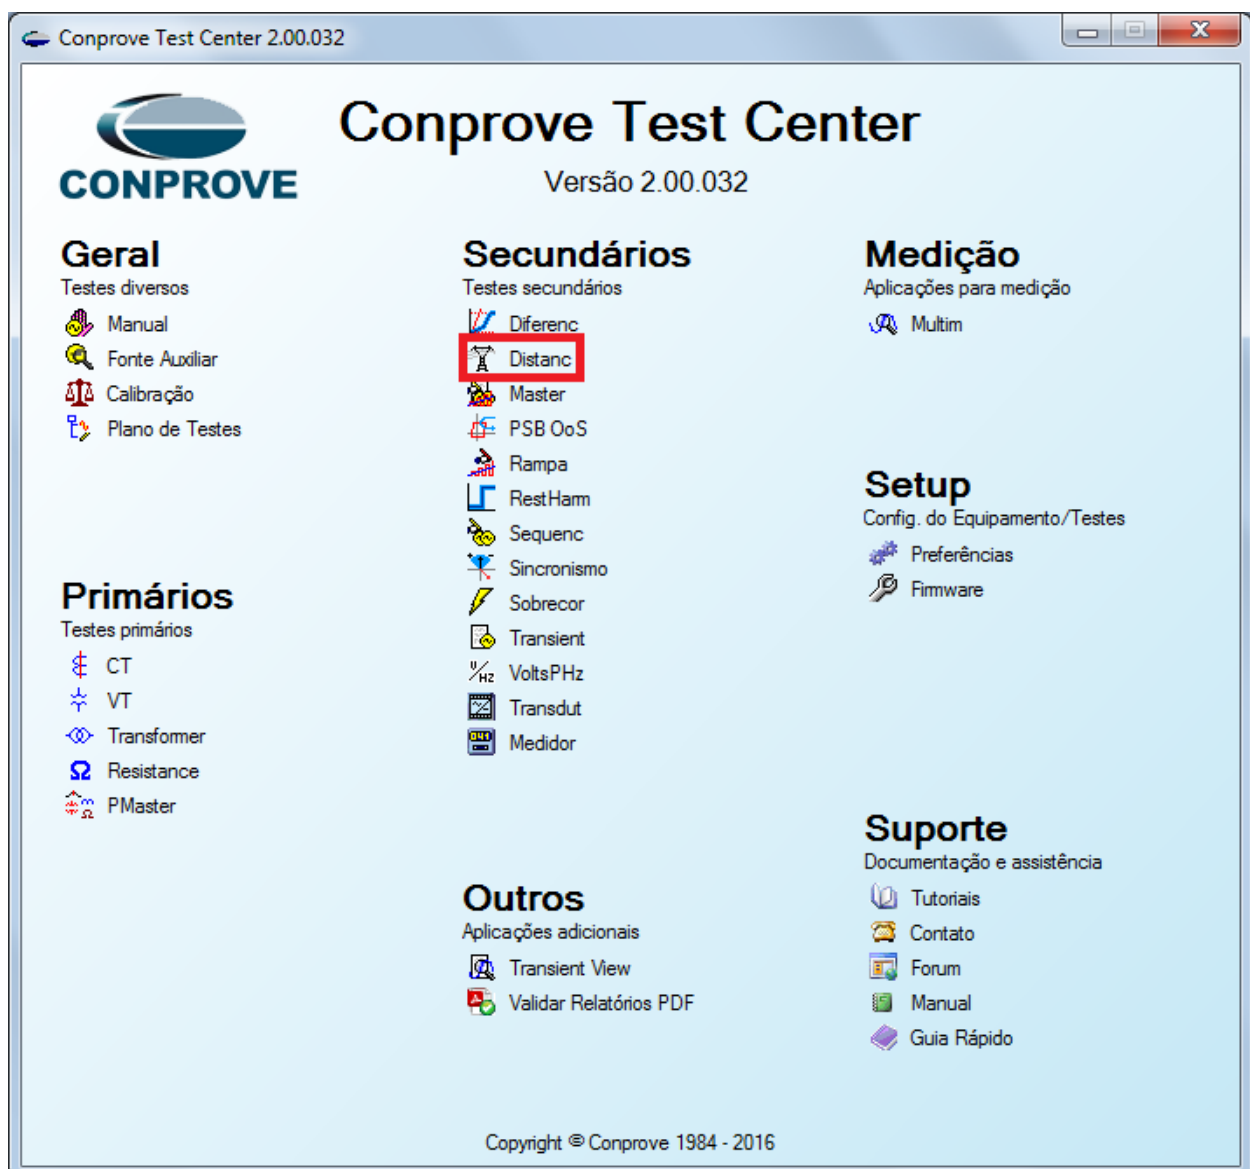 Conprove Test Center 2.00.032
CONPROVE
Conprove Test Center
Versão 2.00.032
Geral
Testes diversos
Manual
Fonte Auxiliar
Calibração
Plano de Testes
Primários
Testes primários
CT
VT
Transformer
Resistance
PMaster
Secundários
Testes secundários
Diferenc
Distanc
Master
PSB OoS
Rampa
RestHarm
Sequenc
Sincronismo
Sobrecor
Transient
VoltsPHz
Transdut
Medidor
Outros
Aplicações adicionais
Transient View
Validar Relatórios PDF
Medição
Aplicações para medição
Multim
Setup
Config. do Equipamento/Testes
Preferências
Firmware
Suporte
Documentação e assistência
Tutoriais
Contato
Forum
Manual
Guia Rápido
Copyright © Conprove 1984 - 2016